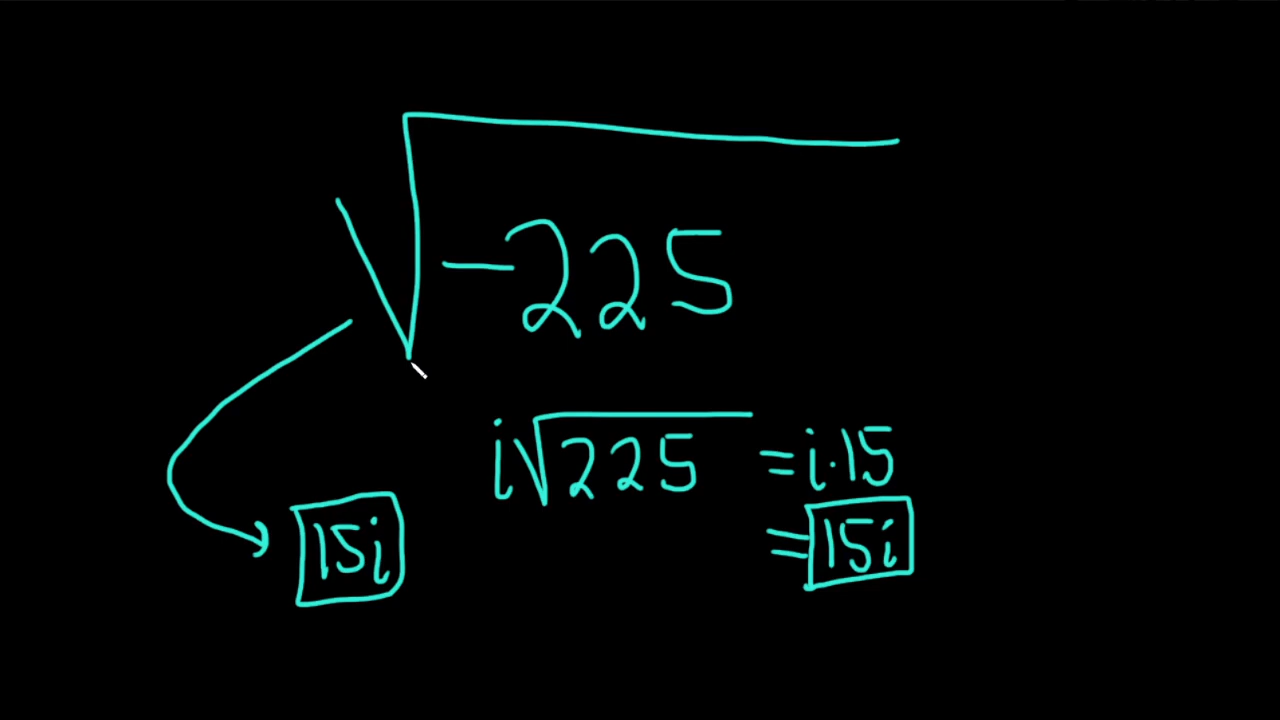 √-225
i√225 = i·15
15i = 15i